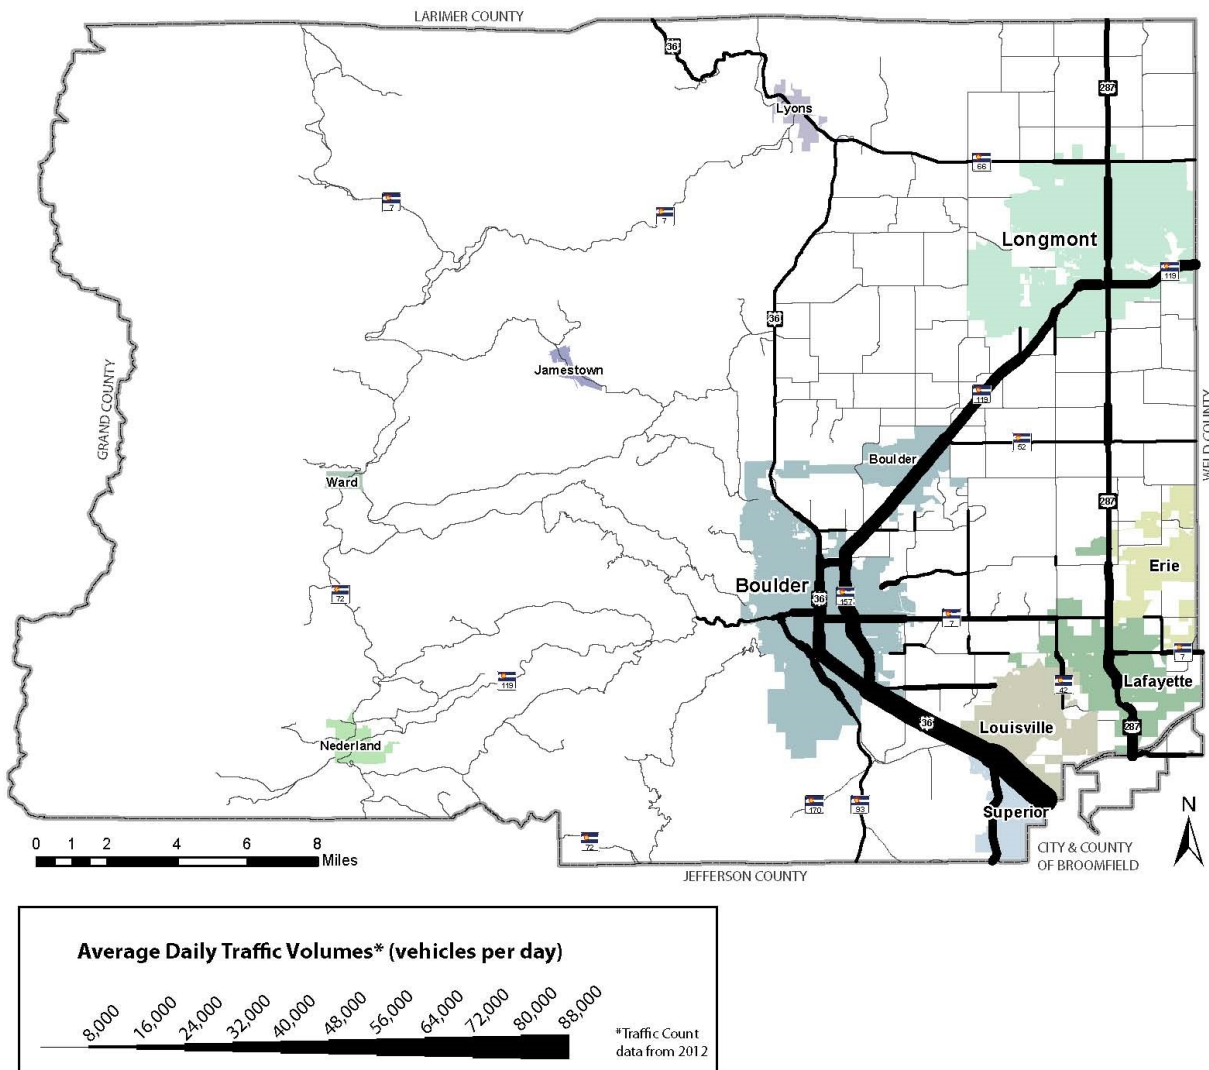 LARIMER COUNTY
36
287
Lyons
66
7
7
Longmont
119
36
GRAND COUNTY
Jamestown
119
WELD COUNTY
52
Boulder
Ward
287
Erie
Boulder
72
36
157
7
7
119
42
Lafayette
36
Louisville
287
Nederland
170
93
Superior
N
0 1 2 4 6 8
Miles
72
CITY & COUNTY
OF BROOMFIELD
JEFFERSON COUNTY
Average Daily Traffic Volumes* (vehicles per day)
8,000 16,000 24,000 32,000 40,000 48,000 56,000 64,000 72,000 80,000 88,000
*Traffic Count
data from 2012